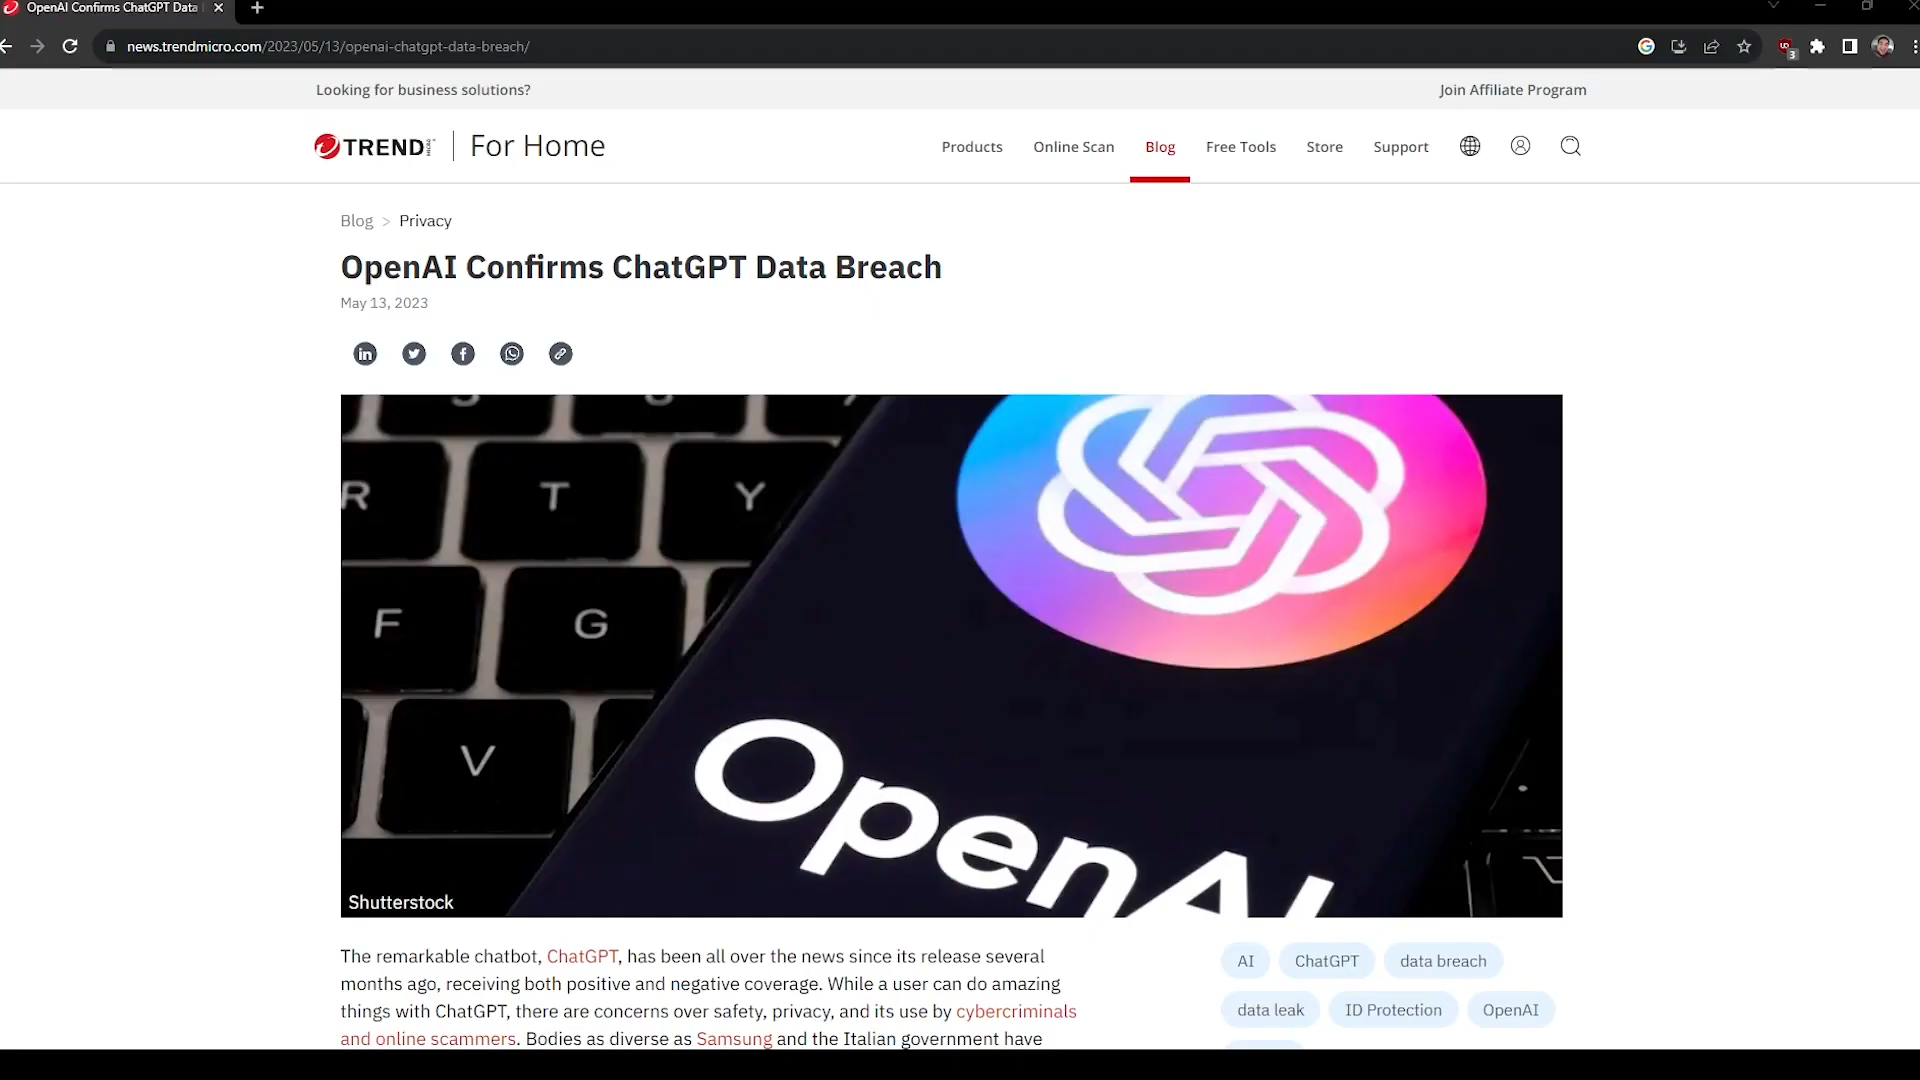 OpenAI Confirms ChatGPT Data
news.trendmicro.com/2023/05/13/openai-chatgpt-data-breach/
3
Looking for business solutions?
Join Affiliate Program
TREND
For Home
Products
Online Scan
Blog
Free Tools
Store
Support
Blog > Privacy
OpenAI Confirms ChatGPT Data Breach
May 13, 2023
R T Y
F G
V
OpenAI
Shutterstock
The remarkable chatbot, ChatGPT, has been all over the news since its release several
months ago, receiving both positive and negative coverage. While a user can do amazing
things with ChatGPT, there are concerns over safety, privacy, and its use by cybercriminals
and online scammers. Bodies as diverse as Samsung and the Italian government have
AI
ChatGPT
data breach
data leak
ID Protection
OpenAI